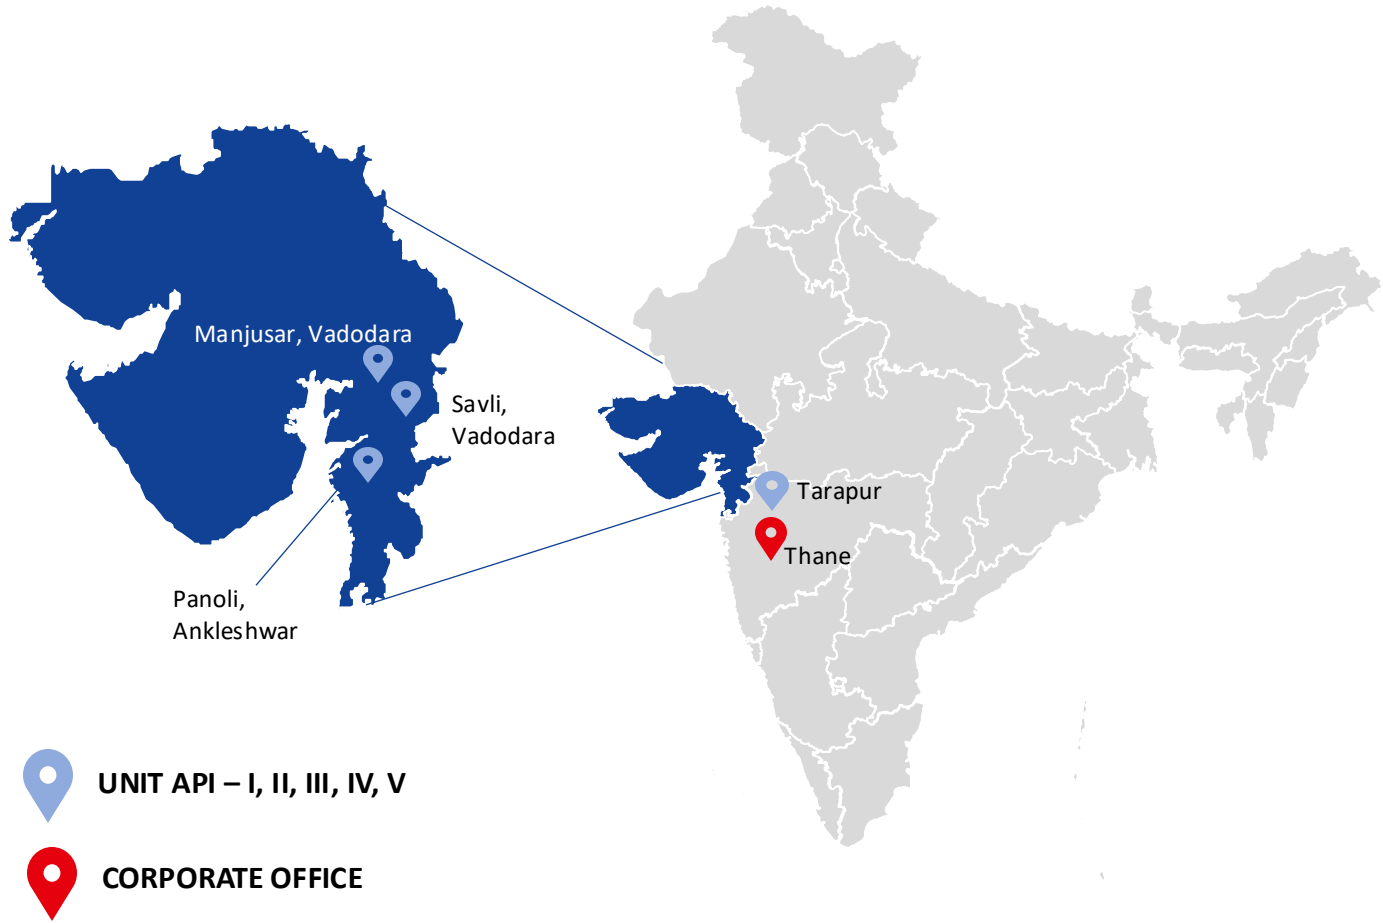 Manjusar, Vadodara
Savli,
Vadodara
Tarapur
Thane
Panoli,
Ankleshwar
UNIT API – I, II, III, IV, V
CORPORATE OFFICE